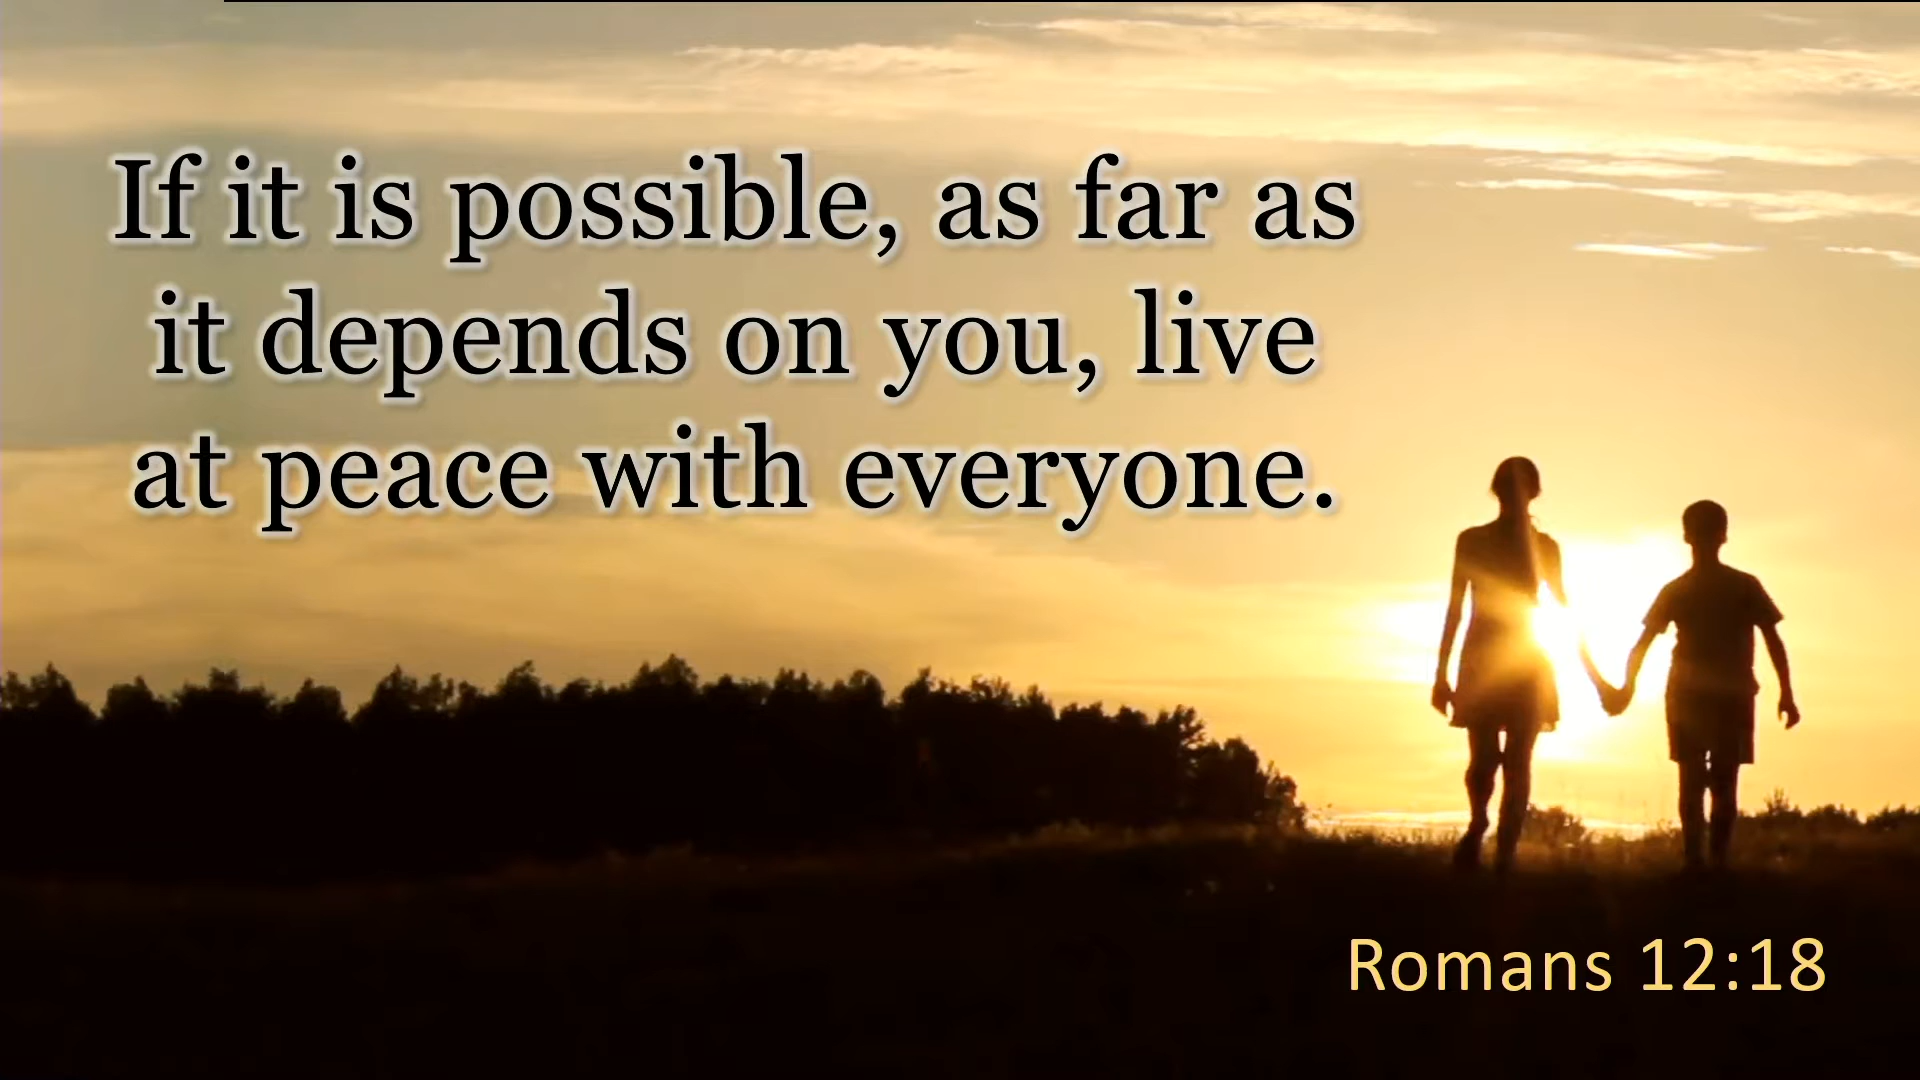 If it is possible, as far as
it depends on you, live
at peace with everyone.
Romans 12:18